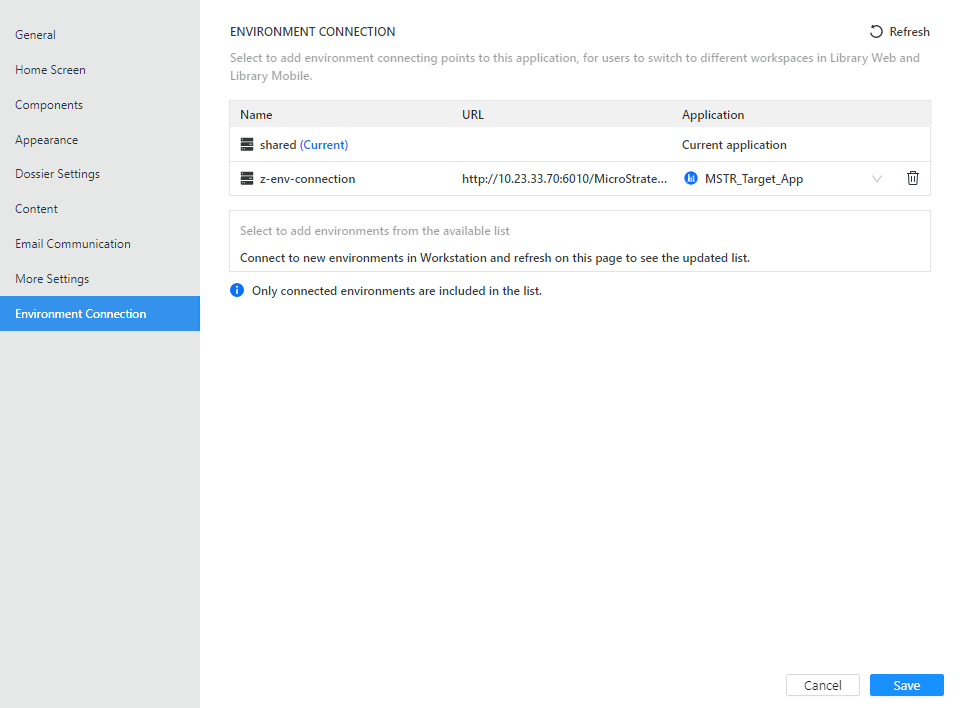 General
Home Screen
Components
Appearance
Dossier Settings
Content
Email Communication
More Settings
Environment Connection
ENVIRONMENT CONNECTION
Refresh
Select to add environment connecting points to this application, for users to switch to different workspaces in Library Web and
Library Mobile.
Name URL Application
shared (Current) Current application
z-env-connection http://10.23.33.70:6010/MicroStrate... MSTR_Target_App
Select to add environments from the available list
Connect to new environments in Workstation and refresh on this page to see the updated list.
Only connected environments are included in the list.
Cancel Save